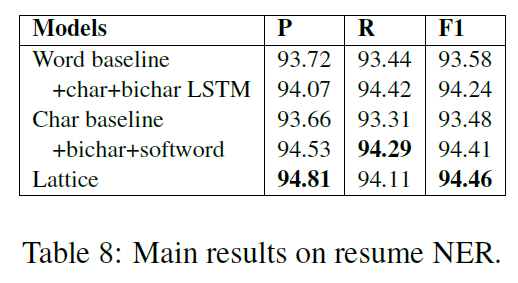 Models P R F1
Word baseline 93.72 93.44 93.58
+char+bichar LSTM 94.07 94.42 94.24
Char baseline 93.66 93.31 93.48
+bichar+softword 94.53 94.29 94.41
Lattice 94.81 94.11 94.46
Table 8: Main results on resume NER.